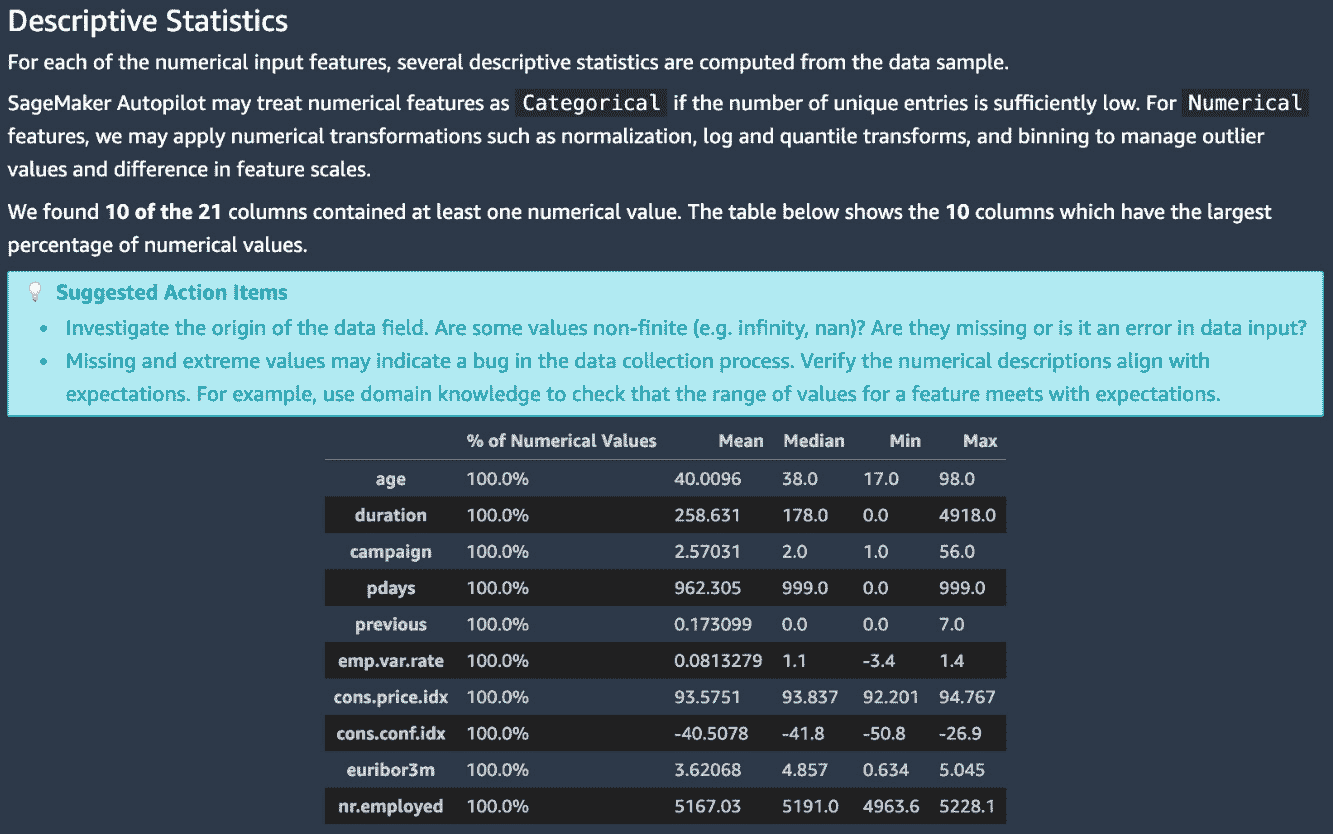 Descriptive Statistics
For each of the numerical input features, several descriptive statistics are computed from the data sample.
SageMaker Autopilot may treat numerical features as Categorical if the number of unique entries is sufficiently low. For Numerical
features, we may apply numerical transformations such as normalization, log and quantile transforms, and binning to manage outlier
values and difference in feature scales.
We found 10 of the 21 columns contained at least one numerical value. The table below shows the 10 columns which have the largest
percentage of numerical values.
Suggested Action Items
• Investigate the origin of the data field. Are some values non-finite (e.g. infinity, nan)? Are they missing or is it an error in data input?
• Missing and extreme values may indicate a bug in the data collection process. Verify the numerical descriptions align with
expectations. For example, use domain knowledge to check that the range of values for a feature meets with expectations.
% of Numerical Values Mean Median Min Max
age 100.0% 40.0096 38.0 17.0 98.0
duration 100.0% 258.631 178.0 0.0 4918.0
campaign 100.0% 2.57031 2.0 1.0 56.0
pdays 100.0% 962.305 999.0 0.0 999.0
previous 100.0% 0.173099 0.0 0.0 7.0
emp.var.rate 100.0% 0.0813279 1.1 -3.4 1.4
cons.price.idx 100.0% 93.5751 93.837 92.201 94.767
cons.conf.idx 100.0% -40.5078 -41.8 -50.8 -26.9
euribor3m 100.0% 3.62068 4.857 0.634 5.045
nr.employed 100.0% 5167.03 5191.0 4963.6 5228.1